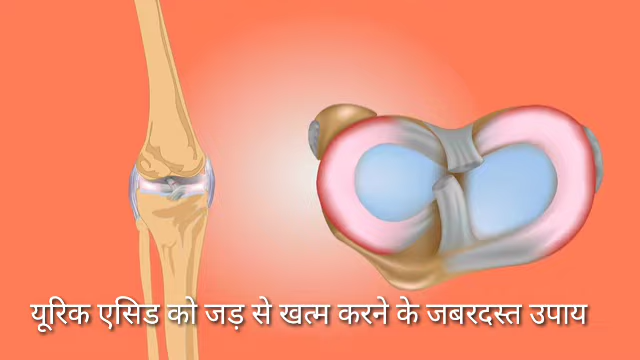 यूरिक एसिड को जड़ से खत्म करने के जबरदस्त उपाय